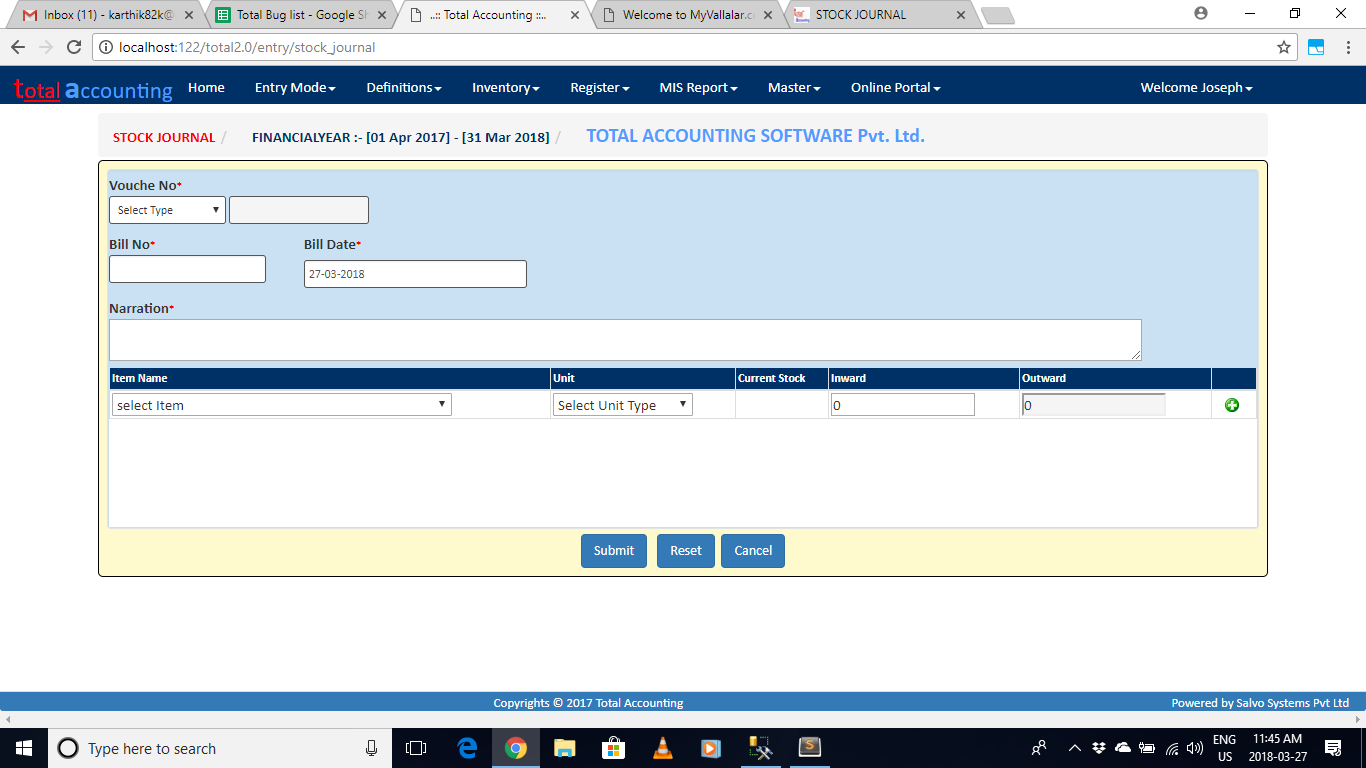 Inbox (11) - karthik82k@ Total Bug list - Google Sh ..:: Total Accounting ::.. Welcome to MyVallalar.c STOCK JOURNAL
localhost:122/total2.0/entry/stock_journal
total accounting Home Entry Mode Definitions Inventory Register MIS Report Master Online Portal Welcome Joseph
STOCK JOURNAL / FINANCIALYEAR :- [01 Apr 2017] - [31 Mar 2018] / TOTAL ACCOUNTING SOFTWARE Pvt. Ltd.
Vouche No*
Select Type
Bill No* Bill Date*
27-03-2018
Narration*
Item Name Unit Current Stock Inward Outward
select Item Select Unit Type 0 0
Submit Reset Cancel
Copyrights © 2017 Total Accounting Powered by Salvo Systems Pvt Ltd
Type here to search
ENG 11:45 AM
US 2018-03-27